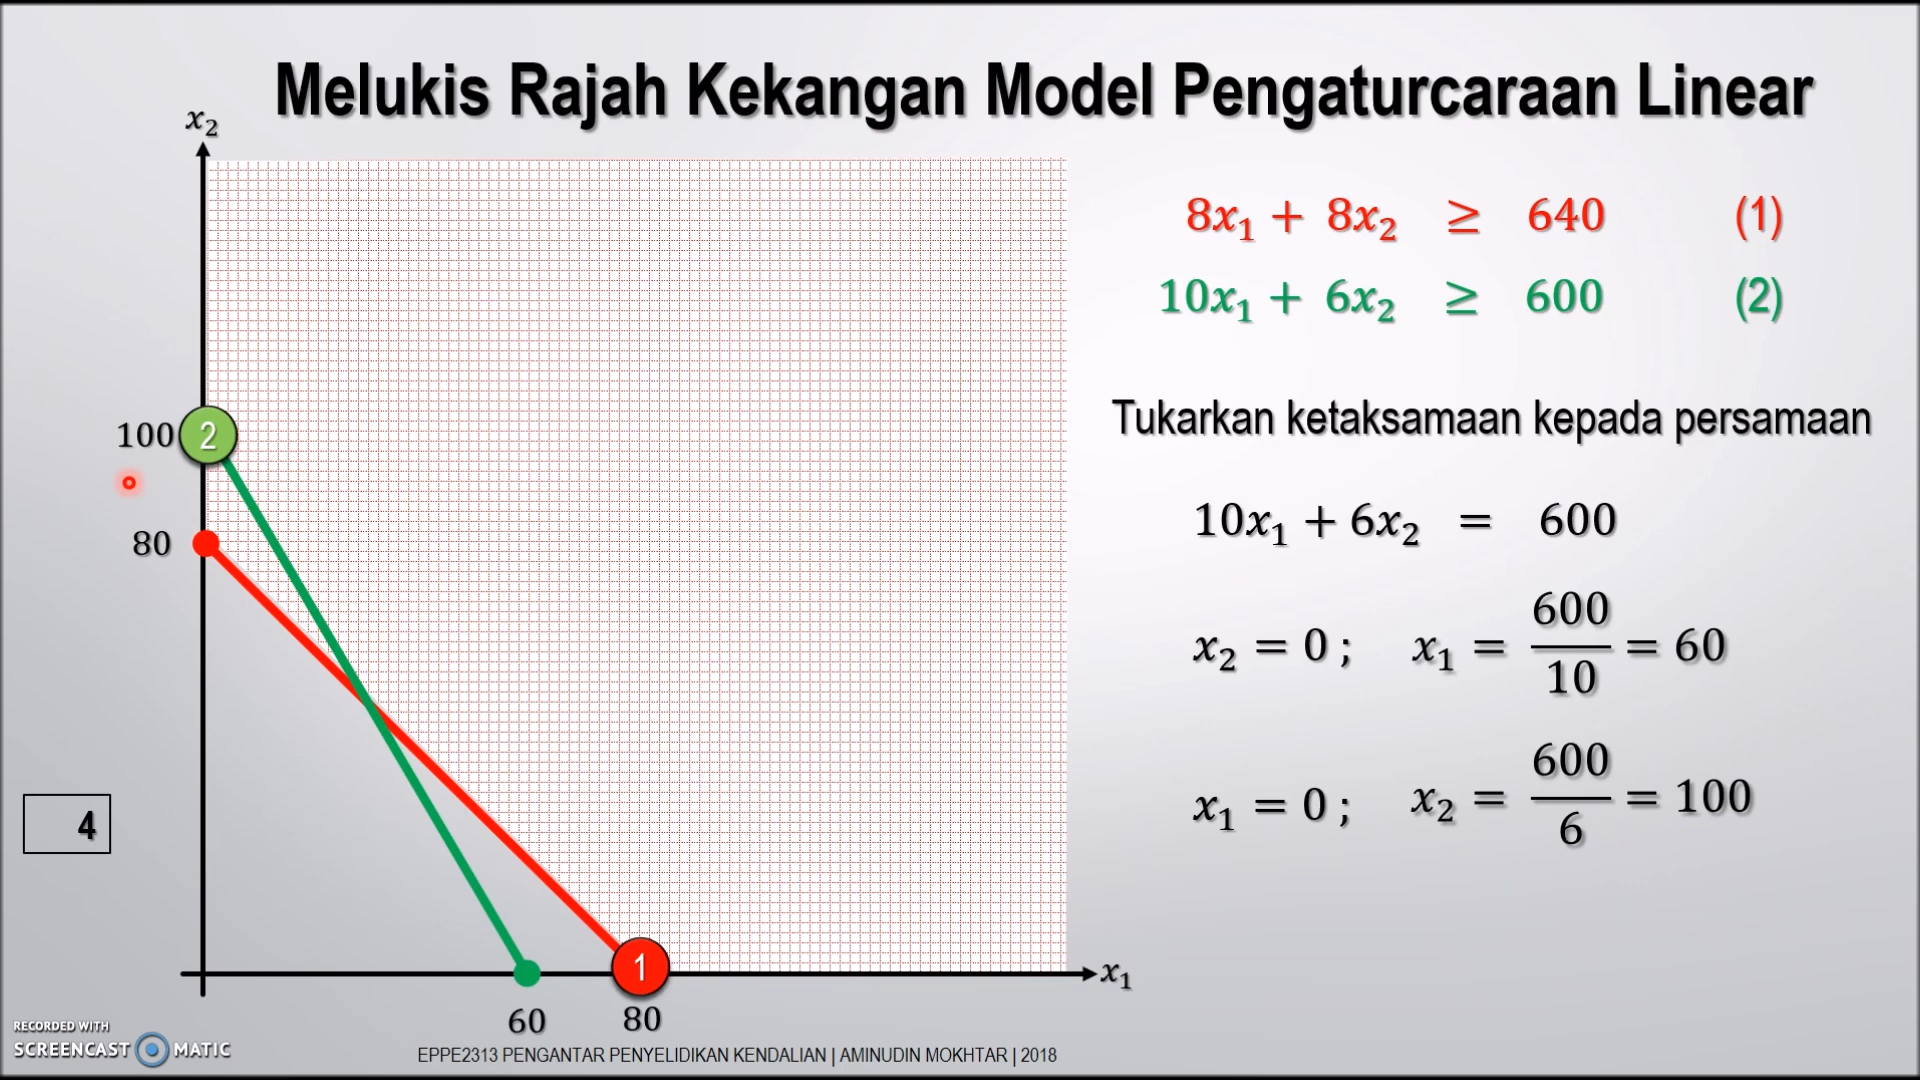 Melukis Rajah Kekangan Model Pengaturcaraan Linear
x₂
8x₁ + 8x₂ ≥ 640 (1)
10x₁ + 6x₂ ≥ 600 (2)
Tukarkan ketaksamaan kepada persamaan
10x₁ + 6x₂ = 600
x₂ = 0 ; x₁ = 600/10 = 60
x₁ = 0 ; x₂ = 600/6 = 100
100 2
80
4
1
x₁
60 80
RECORDED WITH
SCREENCAST MATIC
EPPE2313 PENGANTAR PENYELIDIKAN KENDALIAN | AMINUDIN MOKHTAR | 2018